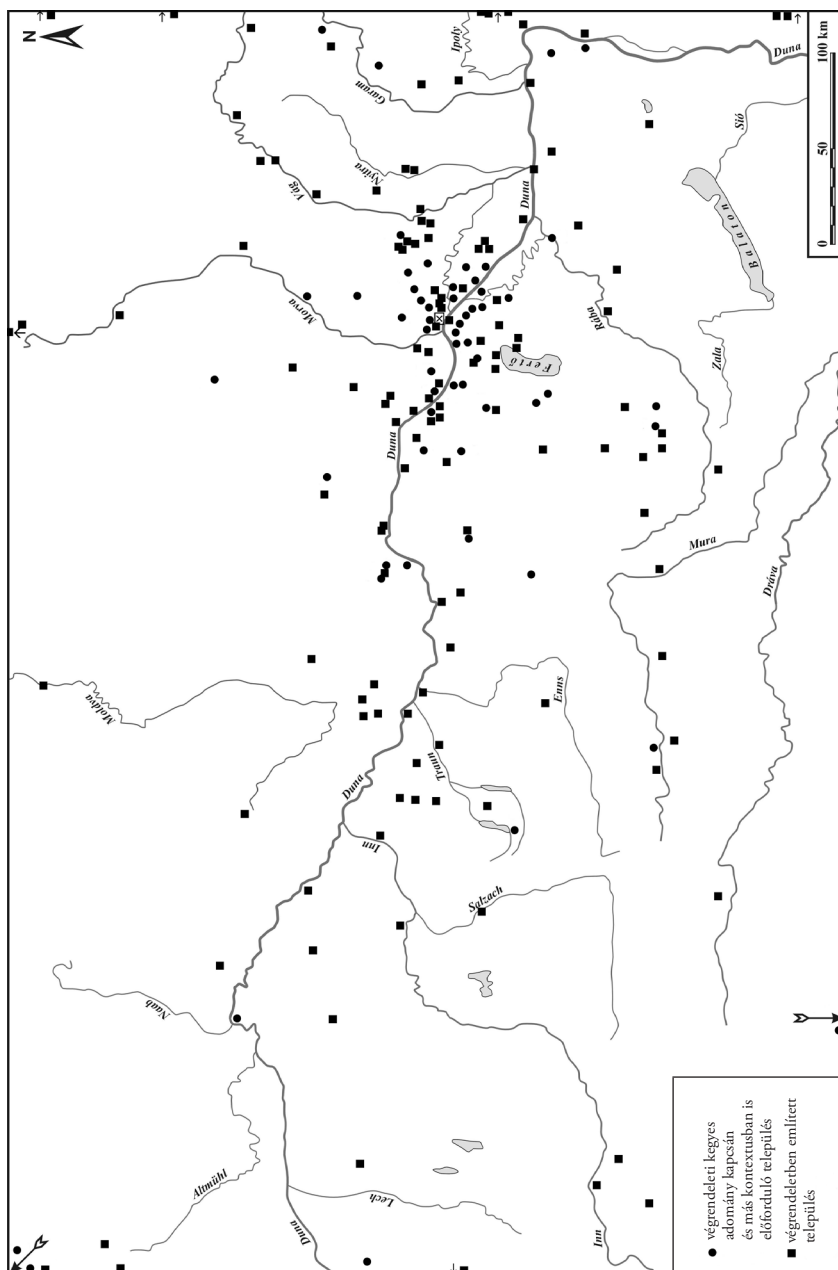 N
Ipoly
Garam
Nyitra
Vág
Morva
Duna
Duna
Duna
Duna
Duna
Sió
Balaton
Rába
Zala
Fertő
Mura
Dráva
Moldva
Enns
Traun
Inn
Salzach
Naab
Altmühl
Lech
Inn
0 50 100 km
végrendeleti kegyes
adomány kapcsán
és más kontextusban is
előforduló település
végrendeletben említett
település